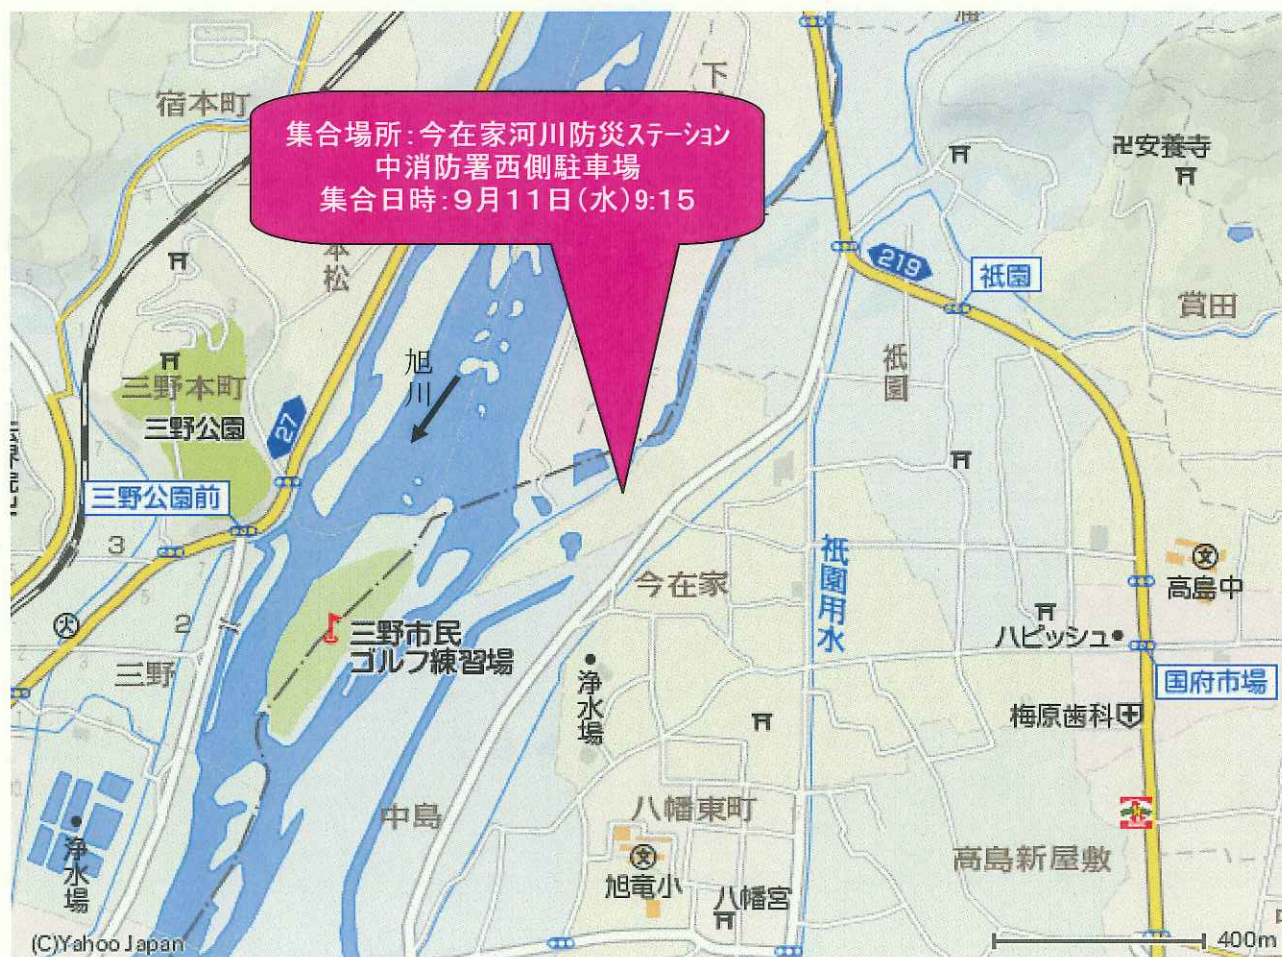 宿本町
集合場所:今在家河川防災ステーション
中消防署西側駐車場
集合日時:9月11日(水)9:15
卍安養寺
本松
219
祇園
賞田
旭川
祇園
三野本町
三野公園
27
三野公園前
3
2
三野
三野市民
ゴルフ練習場
今在家
祇園用水
高島中
ハピッシュ
国府市場
浄水場
梅原歯科
中島
八幡東町
旭竜小
高島新屋敷
八幡宮
浄水場
(C)Yahoo Japan
400m